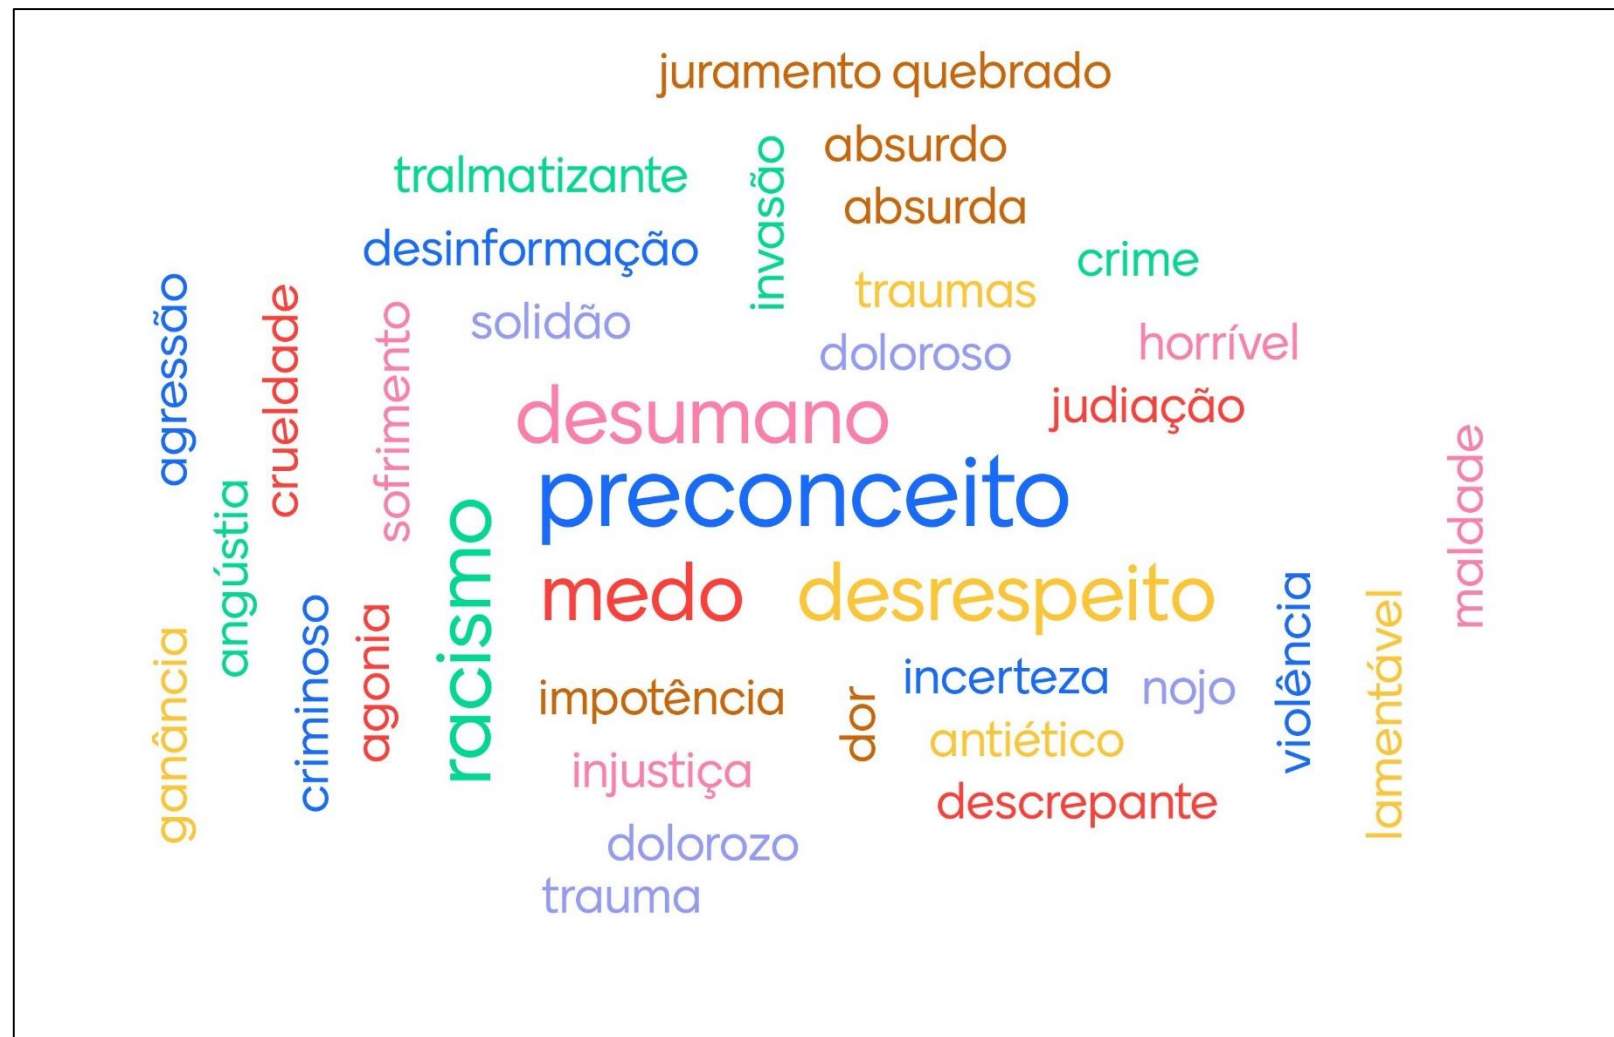 juramento quebrado
absurdo
tralmatizante
invasão
absurda
desinformação
crime
traumas
solidão
doloroso
horrível
agressão
crueldade
sofrimento
desumano
judiação
preconceito
maldade
angústia
racismo
medo
desrespeito
criminoso
agonia
ganância
impotência
dor
incerteza
nojo
violência
lamentável
antiético
injustiça
descrepante
dolorozo
trauma